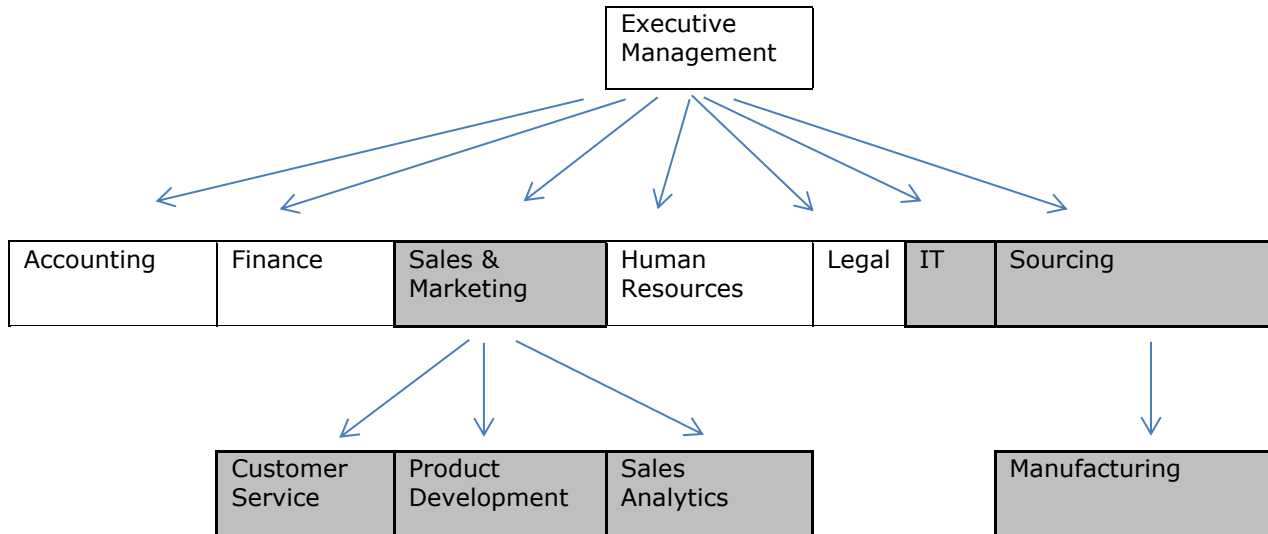 Executive
Management
Accounting
Finance
Sales &
Marketing
Human
Resources
Legal
IT
Sourcing
Customer
Service
Product
Development
Sales
Analytics
Manufacturing